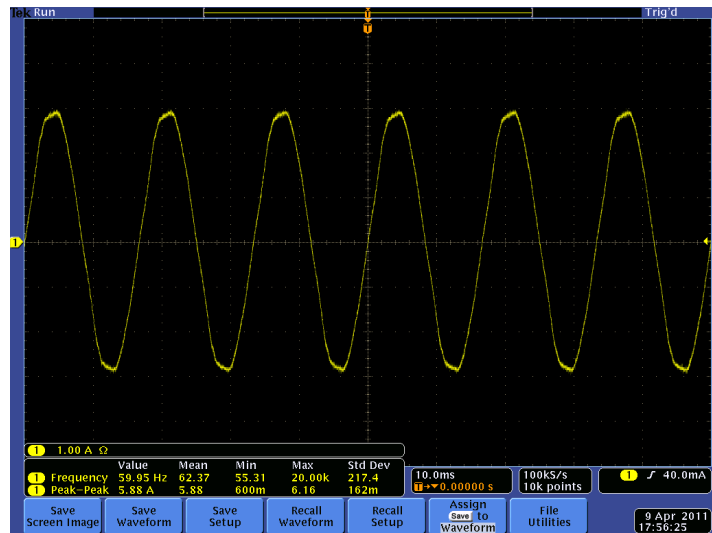 Tek Run Trig'd
T
T
1
1 1.00 A Ω
Value Mean Min Max Std Dev
1 Frequency 59.95 Hz 62.37 55.31 20.00k 217.4
1 Peak-Peak 5.88 A 5.88 600m 6.16 162m
10.0ms
T→▼0.00000 s
100kS/s
10k points
1 ∫ 40.0mA
Save Screen Image
Save Waveform
Save Setup
Recall Waveform
Recall Setup
Assign Save to Waveform
File Utilities
9 Apr 2011
17:56:25